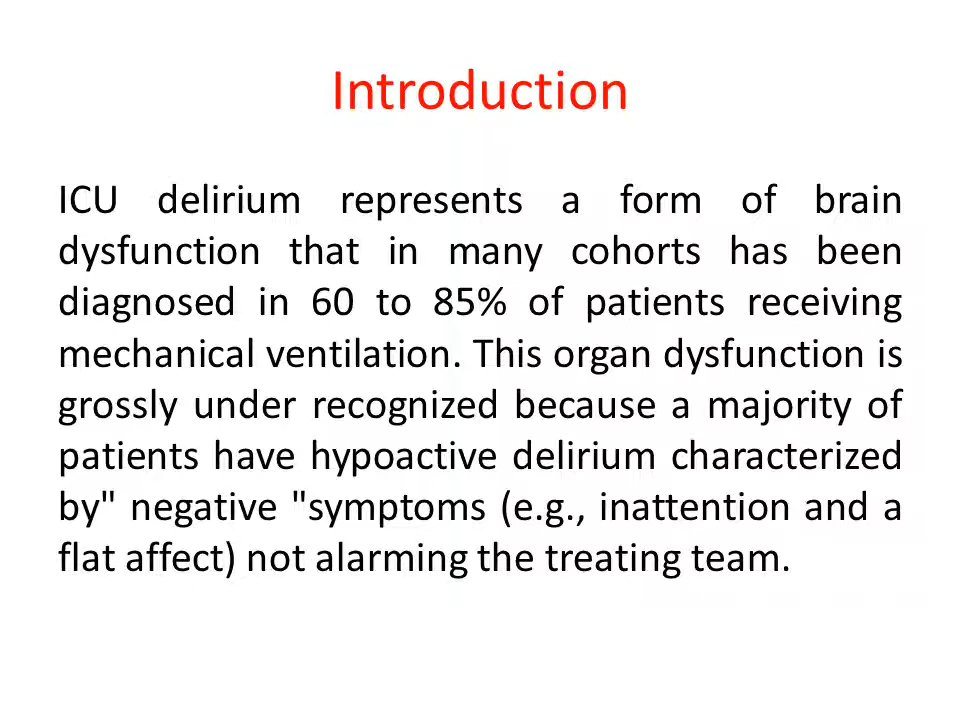 Introduction
ICU delirium represents a form of brain
dysfunction that in many cohorts has been
diagnosed in 60 to 85% of patients receiving
mechanical ventilation. This organ dysfunction is
grossly under recognized because a majority of
patients have hypoactive delirium characterized
by" negative "symptoms (e.g., inattention and a
flat affect) not alarming the treating team.